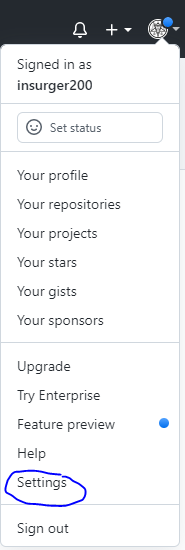 Signed in as
insurger200
Set status
Your profile
Your repositories
Your projects
Your stars
Your gists
Your sponsors
Upgrade
Try Enterprise
Feature preview
Help
Settings
Sign out